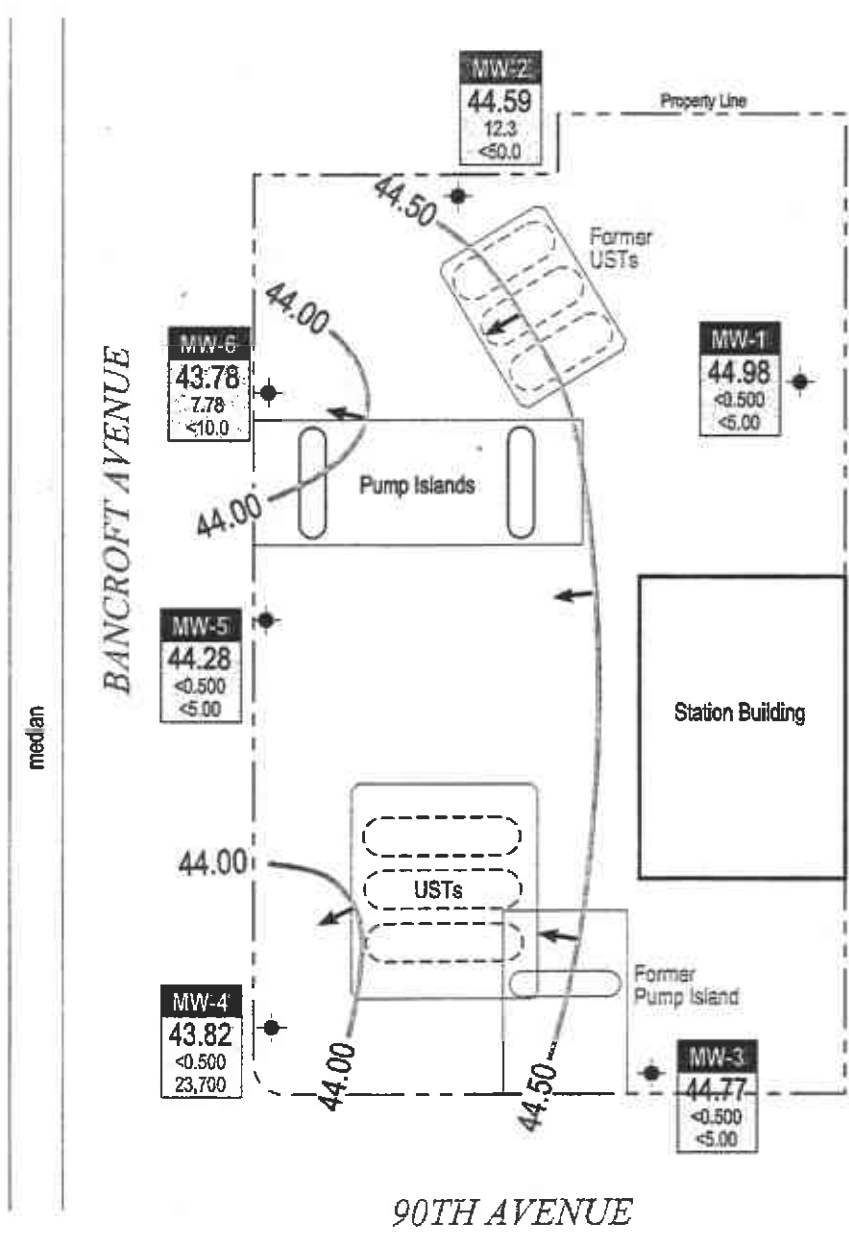 MW-2
44.59
12.3
<50.0
Property Line
44.50
Former
USTs
44.00
MW-6
43.78
7.78
<10.0
MW-1
44.98
<0.500
<5.00
BANCROFT AVENUE
Pump Islands
44.00
MW-5
44.28
<0.500
<5.00
median
Station Building
44.00
USTs
Former
Pump Island
MW-4
43.82
<0.500
23,700
44.00
44.50
MW-3
44.77
<0.500
<5.00
90TH AVENUE